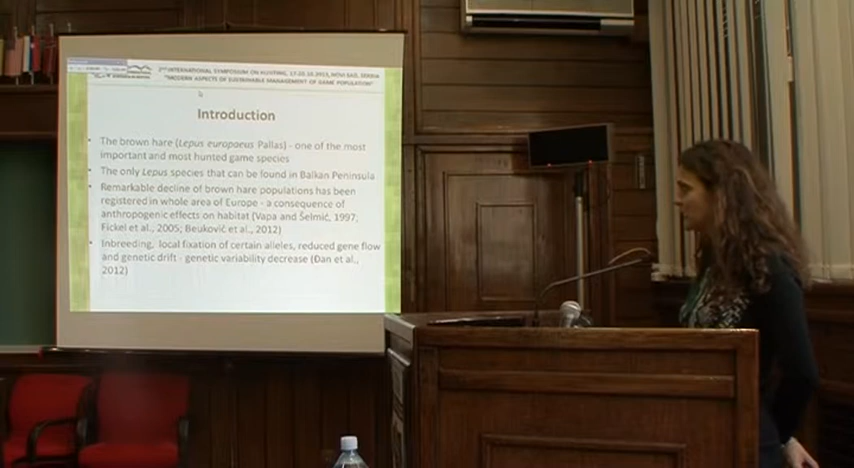 2nd INTERNATIONAL SYMPOSIUM ON HUNTING, 17-20.10.2013, NOVI SAD, SERBIA
"MODERN ASPECTS OF SUSTAINABLE MANAGEMENT OF GAME POPULATION"
Introduction
• The brown hare (Lepus europaeus Pallas) - one of the most
important and most hunted game species
• The only Lepus species that can be found in Balkan Peninsula
• Remarkable decline of brown hare populations has been
registered in whole area of Europe - a consequence of
anthropogenic effects on habitat (Vapa and Šelmić, 1997,
Fickel et al., 2005; Beuković et al., 2012)
• Inbreeding, local fixation of certain alleles, reduced gene flow
and genetic drift - genetic variability decrease (Đan et al.,
2012)